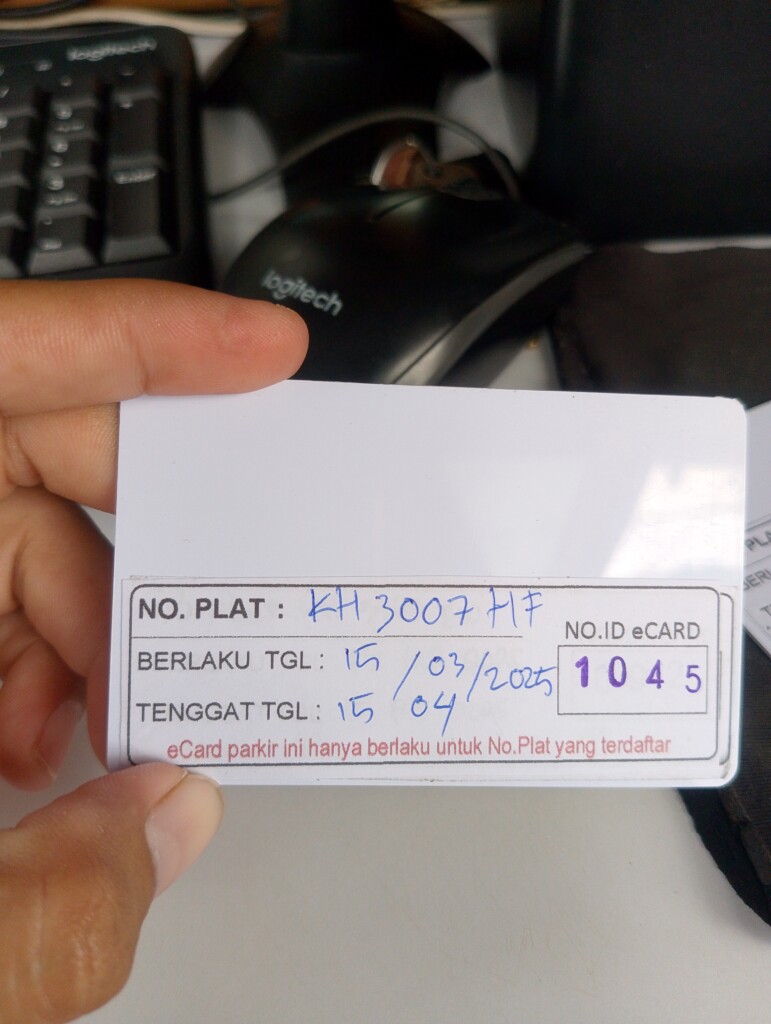 logitech
logitech
NO. PLAT : KH 3007 HF
NO.ID eCARD
BERLAKU TGL : 15 /03/2025
1045
TENGGAT TGL : 15 04
eCard parkir ini hanya berlaku untuk No.Plat yang terdaftar